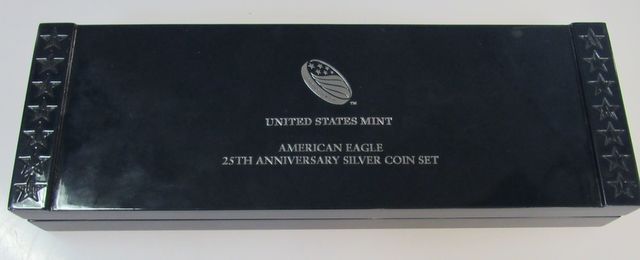 UNITED STATES MINT
AMERICAN EAGLE
25TH ANNIVERSARY SILVER COIN SET